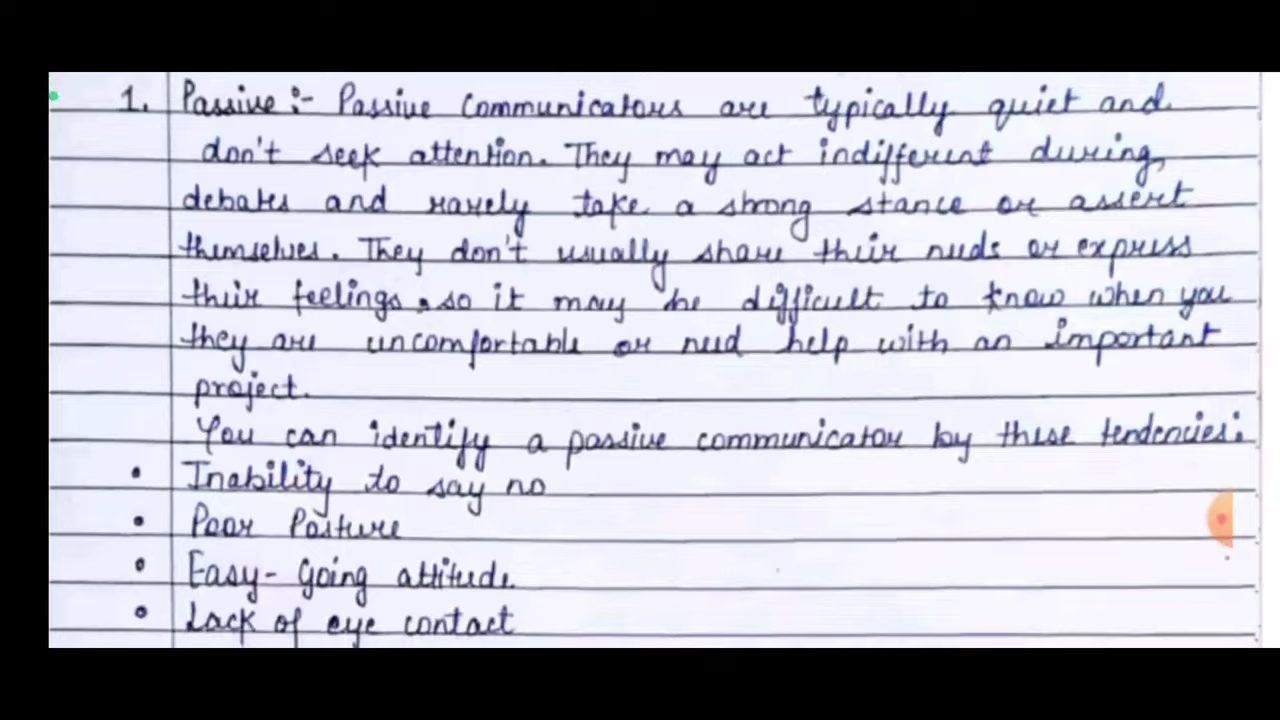 1. Passive :- Passive Communicators are typically quiet and
don't seek attention. They may act indifferent during
debates and rarely take a strong stance or assert
themselves. They don't usually share their needs or express
their feelings, so it may be difficult to know when you
they are uncomfortable or need help with an important
project.
You can identify a passive communicator by these tendencies:
• Inability to say no
• Poor Posture
• Easy-Going attitude
• Lack of eye contact